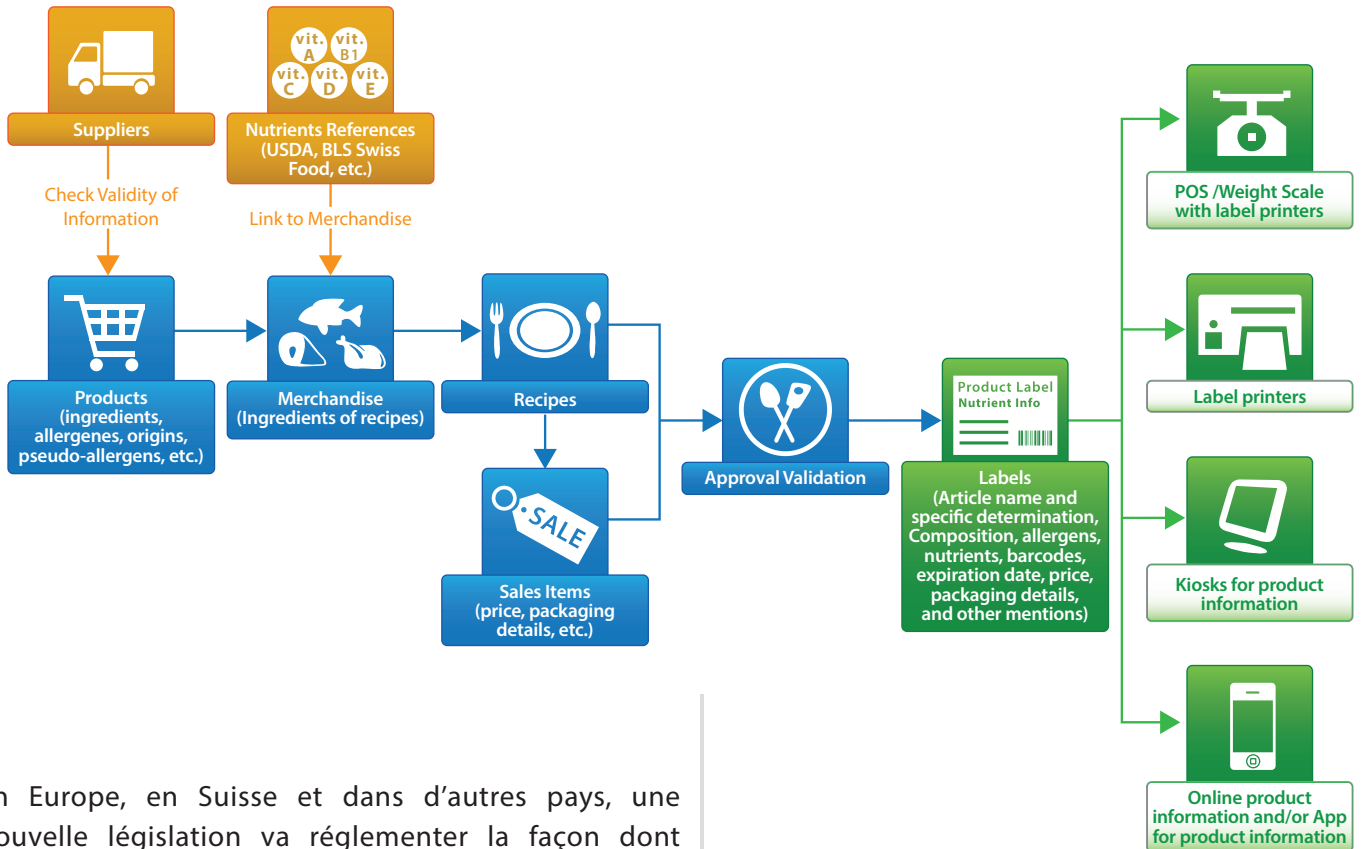 vit.
A
vit.
B1
vit.
C
vit.
D
vit.
E
Suppliers
Nutrients References
(USDA, BLS Swiss
Food, etc.)
Check Validity of
Information
Link to Merchandise
Products
(ingredients,
allergenes, origins,
pseudo-allergens, etc.)
Merchandise
(Ingredients of recipes)
Recipes
SALE
Sales Items
(price, packaging
details, etc.)
Approval Validation
Product Label
Nutrient Info
Labels
(Article name and
specific determination,
Composition, allergens,
nutrients, barcodes,
expiration date, price,
packaging details,
and other mentions)
POS /Weight Scale
with label printers
Label printers
Kiosks for product
information
Online product
information and/or App
for product information
n Europe, en Suisse et dans d'autres pays, une
ouvelle législation va réglementer la façon dont